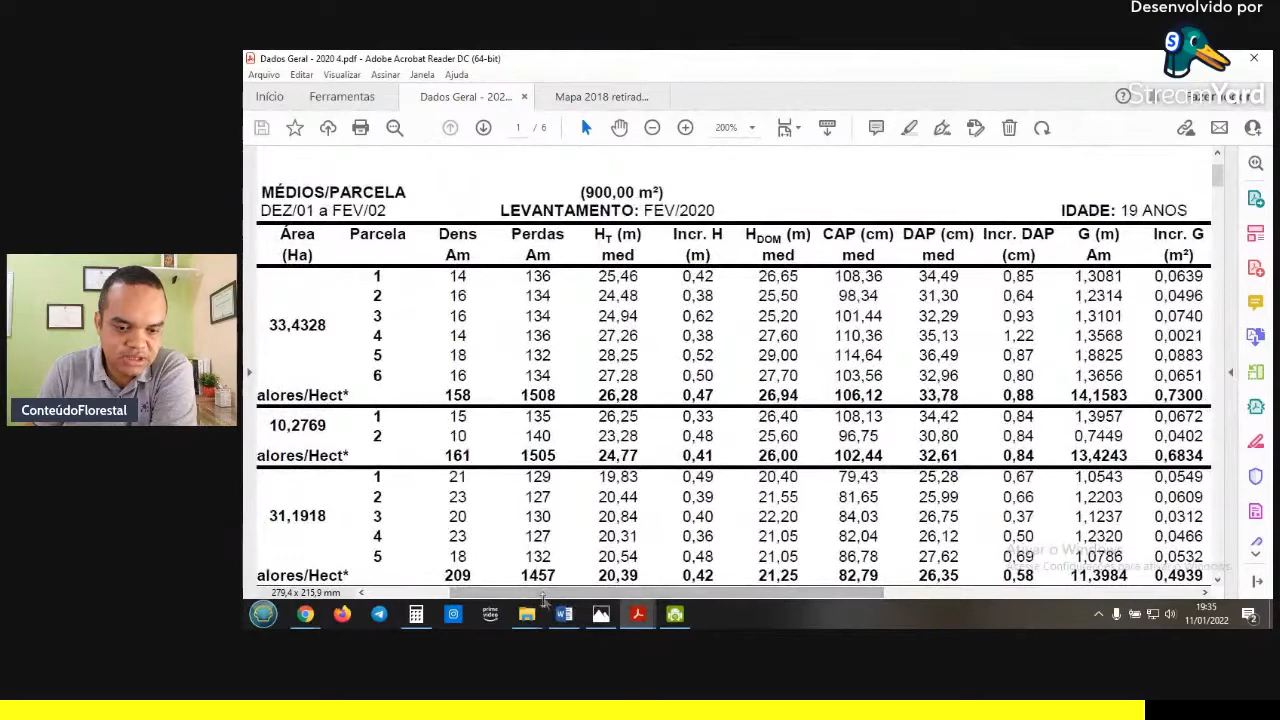 Desenvolvido por
S
StreamYard
Dados Geral - 2020 4.pdf - Adobe Acrobat Reader DC (64-bit)
Arquivo Editar Visualizar Assinar Janela Ajuda
Início Ferramentas Dados Geral - 202... × Mapa 2018 retirad...
1 / 6 200%
MÉDIOS/PARCELA (900,00 m²)
DEZ/01 a FEV/02 LEVANTAMENTO: FEV/2020 IDADE: 19 ANOS
Área Parcela Dens Perdas HT (m) Incr. H HDOM (m) CAP (cm) DAP (cm) Incr. DAP G (m) Incr. G
(Ha) Am Am med (m) med med med (cm) Am (m²)
1 14 136 25,46 0,42 26,65 108,36 34,49 0,85 1,3081 0,0639
2 16 134 24,48 0,38 25,50 98,34 31,30 0,64 1,2314 0,0496
3 16 134 24,94 0,62 25,20 101,44 32,29 0,93 1,3101 0,0740
33,4328
4 14 136 27,26 0,38 27,60 110,36 35,13 1,22 1,3568 0,0021
5 18 132 28,25 0,52 29,00 114,64 36,49 0,87 1,8825 0,0883
6 16 134 27,28 0,50 27,70 103,56 32,96 0,80 1,3656 0,0651
alores/Hect* 158 1508 26,28 0,47 26,94 106,12 33,78 0,88 14,1583 0,7300
1 15 135 26,25 0,33 26,40 108,13 34,42 0,84 1,3957 0,0672
10,2769
2 10 140 23,28 0,48 25,60 96,75 30,80 0,84 0,7449 0,0402
alores/Hect* 161 1505 24,77 0,41 26,00 102,44 32,61 0,84 13,4243 0,6834
1 21 129 19,83 0,49 20,40 79,43 25,28 0,67 1,0543 0,0549
2 23 127 20,44 0,39 21,55 81,65 25,99 0,66 1,2203 0,0609
31,1918 3 20 130 20,84 0,40 22,20 84,03 26,75 0,37 1,1237 0,0312
4 23 127 20,31 0,36 21,05 82,04 26,12 0,50 1,2320 0,0466
5 18 132 20,54 0,48 21,05 86,78 27,62 0,69 1,0786 0,0532
alores/Hect* 209 1457 20,39 0,42 21,25 82,79 26,35 0,58 11,3984 0,4939
Ativar o Windows
Acesse Configurações para ativar o Windows.
279,4 x 215,9 mm
ConteúdoFlorestal
prime
video
19:35
11/01/2022
2